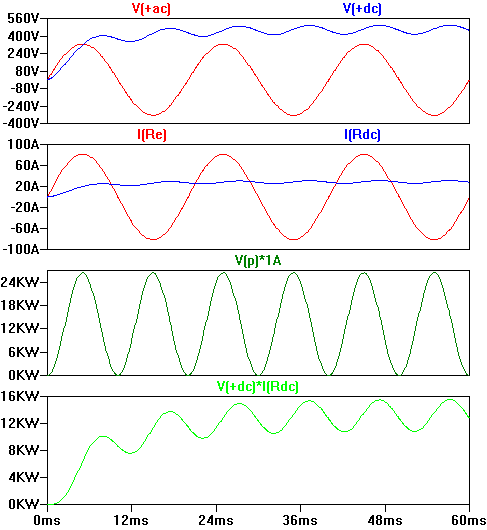 V(+ac) V(+dc)
560V
400V
240V
80V
-80V
-240V
-400V
I(Re) I(Rdc)
100A
60A
20A
-20A
-60A
-100A
V(p)*1A
24KW
18KW
12KW
6KW
0KW
V(+dc)*I(Rdc)
16KW
12KW
8KW
4KW
0KW
0ms 12ms 24ms 36ms 48ms 60ms